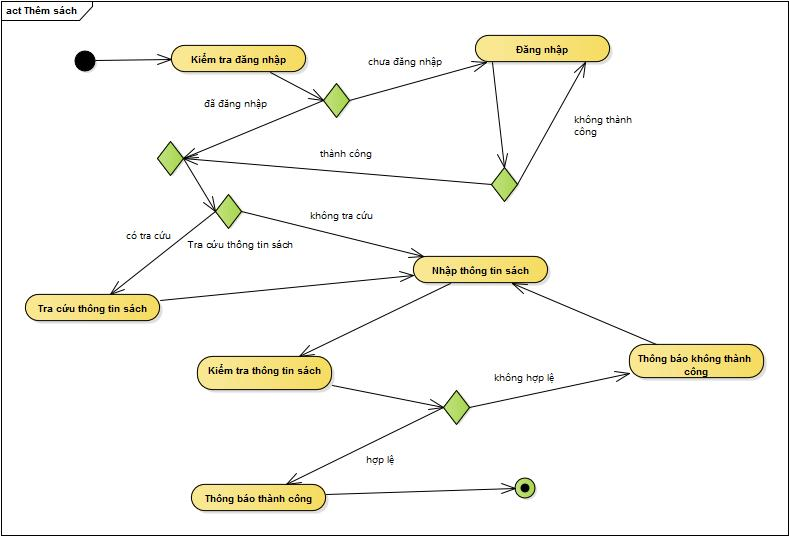 act Thêm sách
Kiểm tra đăng nhập
Đăng nhập
chưa đăng nhập
đã đăng nhập
không thành
công
thành công
có tra cứu
Tra cứu thông tin sách
không tra cứu
Nhập thông tin sách
Tra cứu thông tin sách
Kiểm tra thông tin sách
Thông báo không thành
công
không hợp lệ
hợp lệ
Thông báo thành công